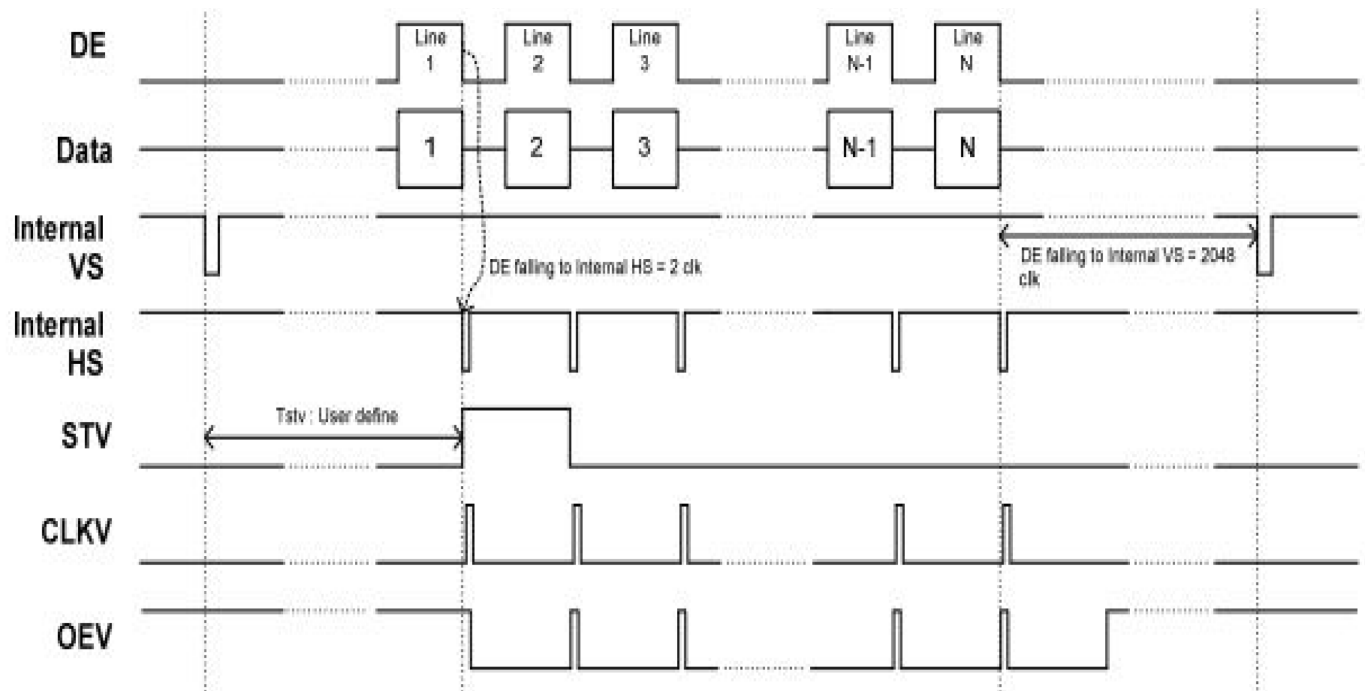 DE
Line
1
Line
2
Line
3
Line
N-1
Line
N
Data
1
2
3
N-1
N
Internal
VS
DE falling to Internal HS = 2 clk
DE falling to Internal VS = 2048
clk
Internal
HS
Tstv : User define
STV
CLKV
OEV